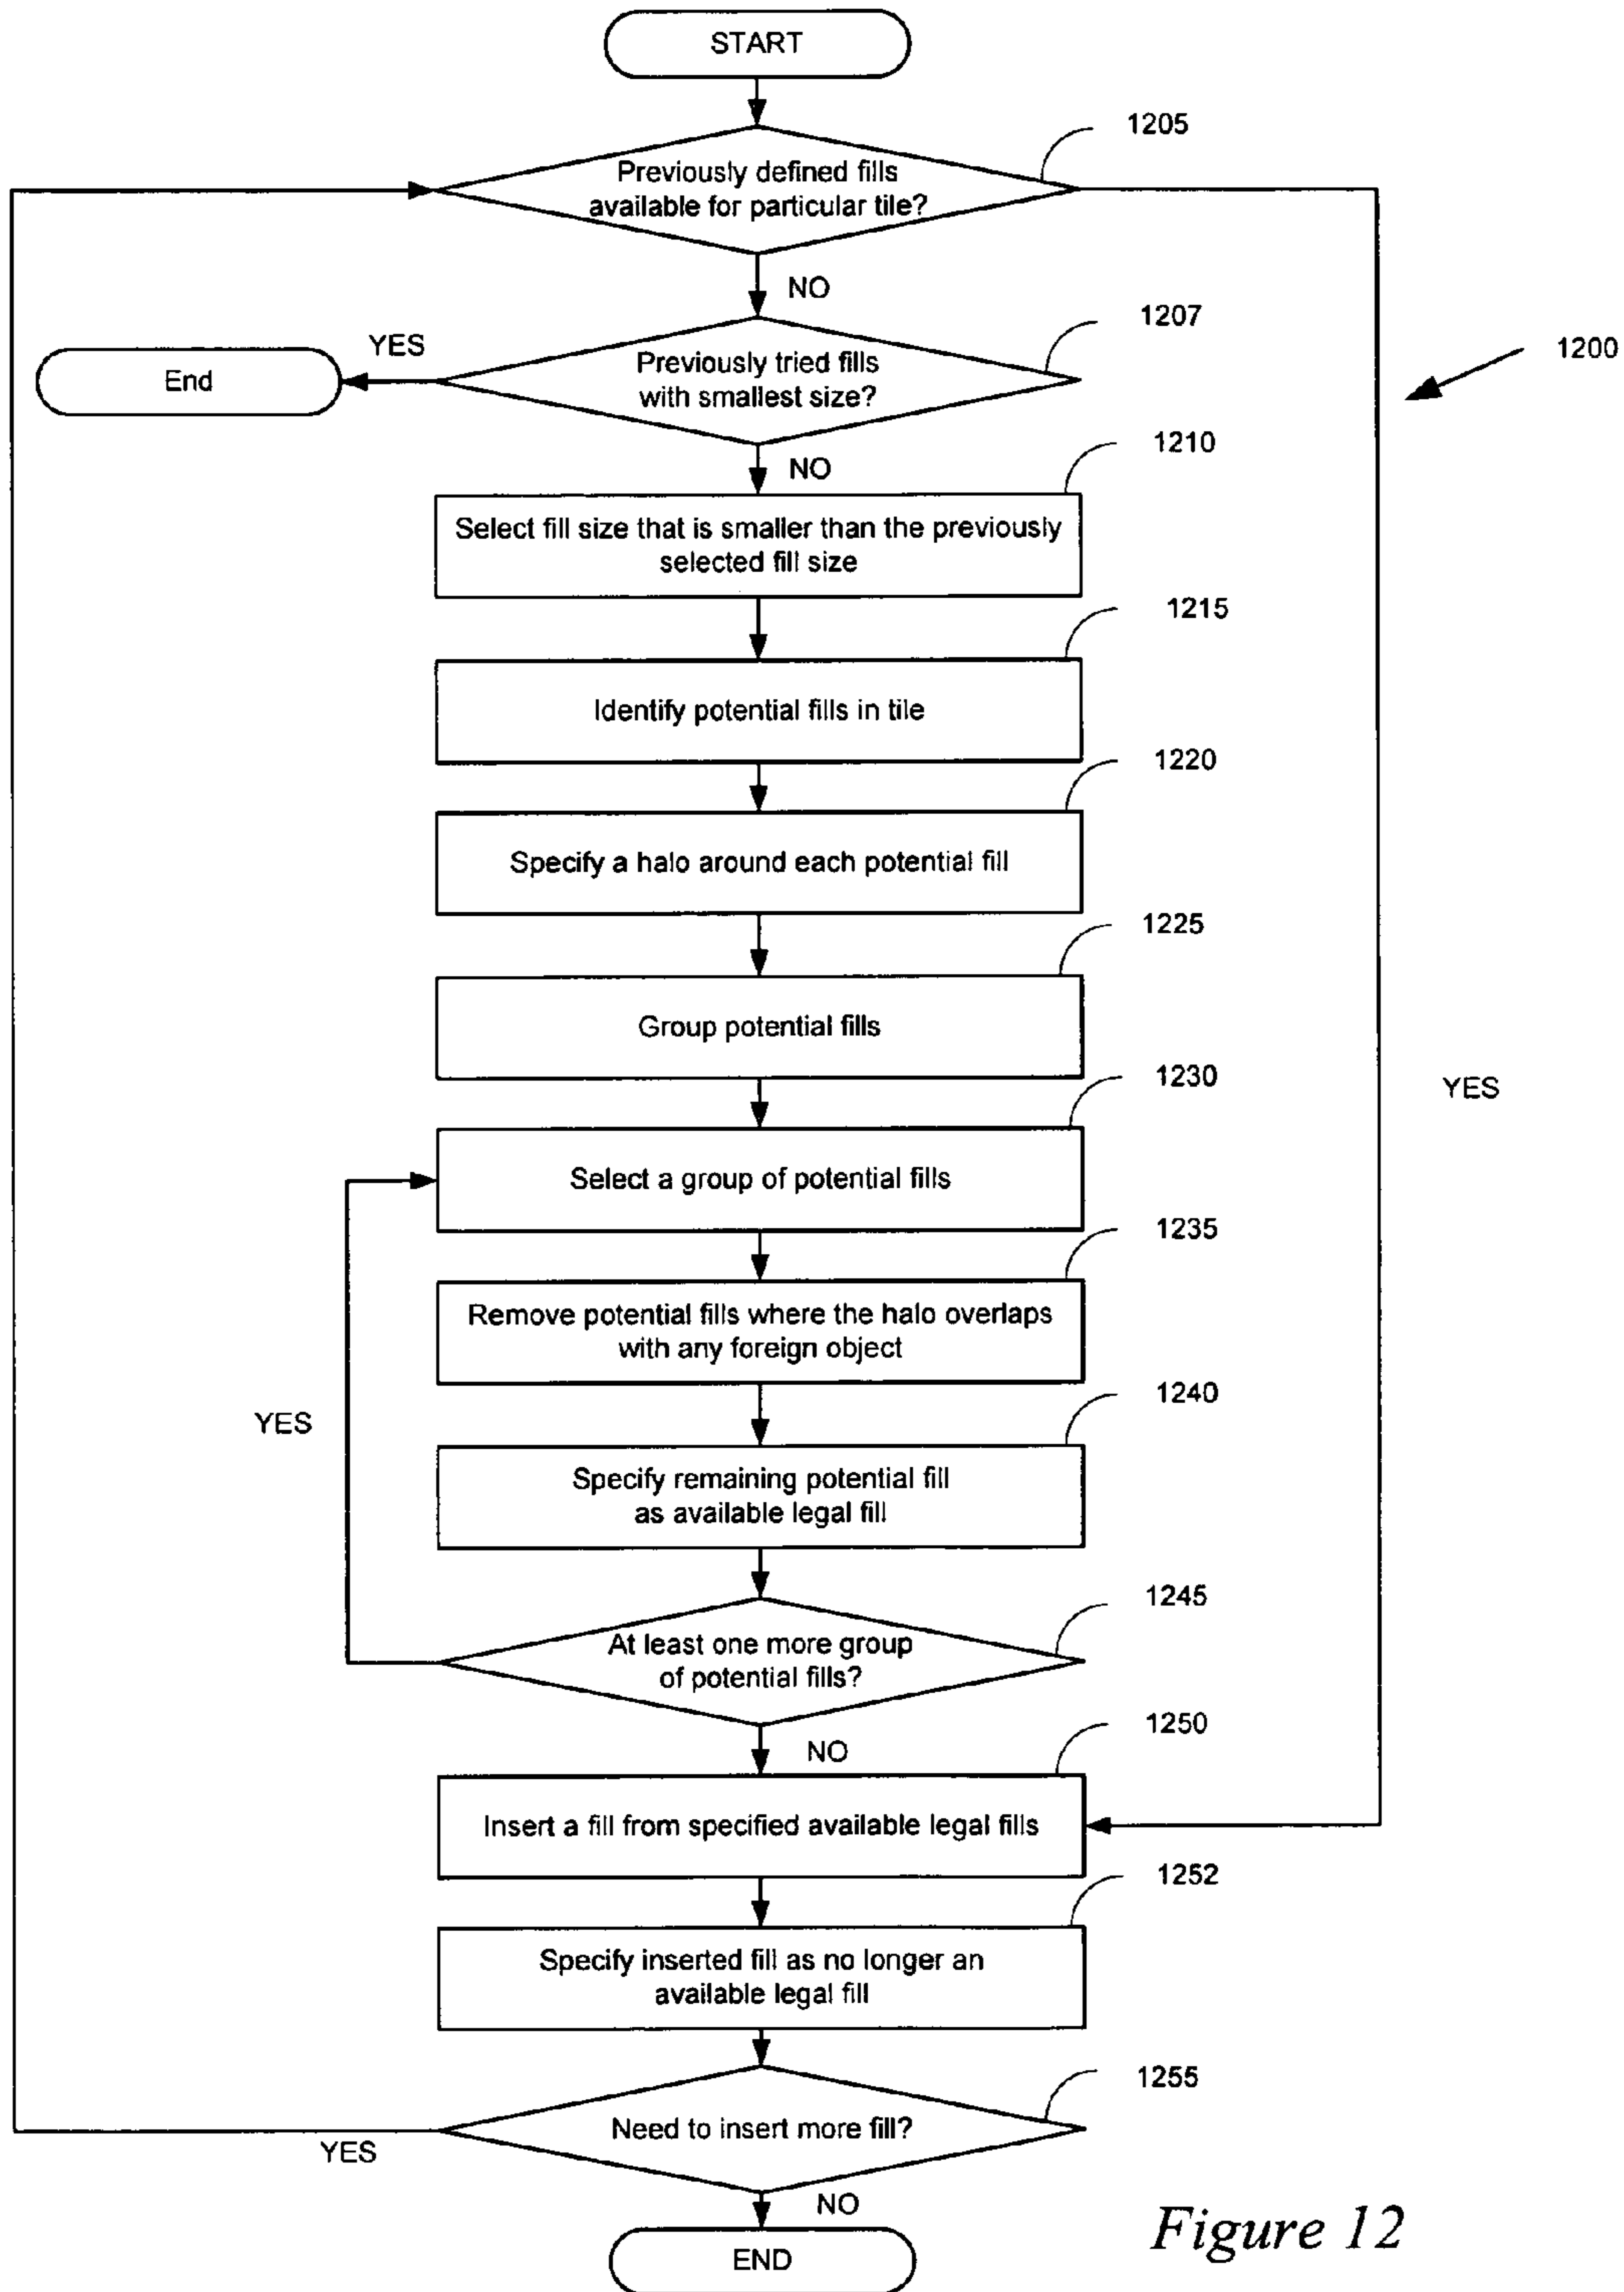 START
1205
Previously defined fills
available for particular tile?
NO
1207
YES
Previously tried fills
with smallest size?
End
1200
NO
1210
Select fill size that is smaller than the previously
selected fill size
1215
Identify potential fills in tile
1220
Specify a halo around each potential fill
1225
Group potential fills
1230
YES
Select a group of potential fills
1235
Remove potential fills where the halo overlaps
with any foreign object
1240
YES
Specify remaining potential fill
as available legal fill
1245
At least one more group
of potential fills?
1250
NO
Insert a fill from specified available legal fills
1252
Specify inserted fill as no longer an
available legal fill
1255
Need to insert more fill?
YES
NO
END
Figure 12